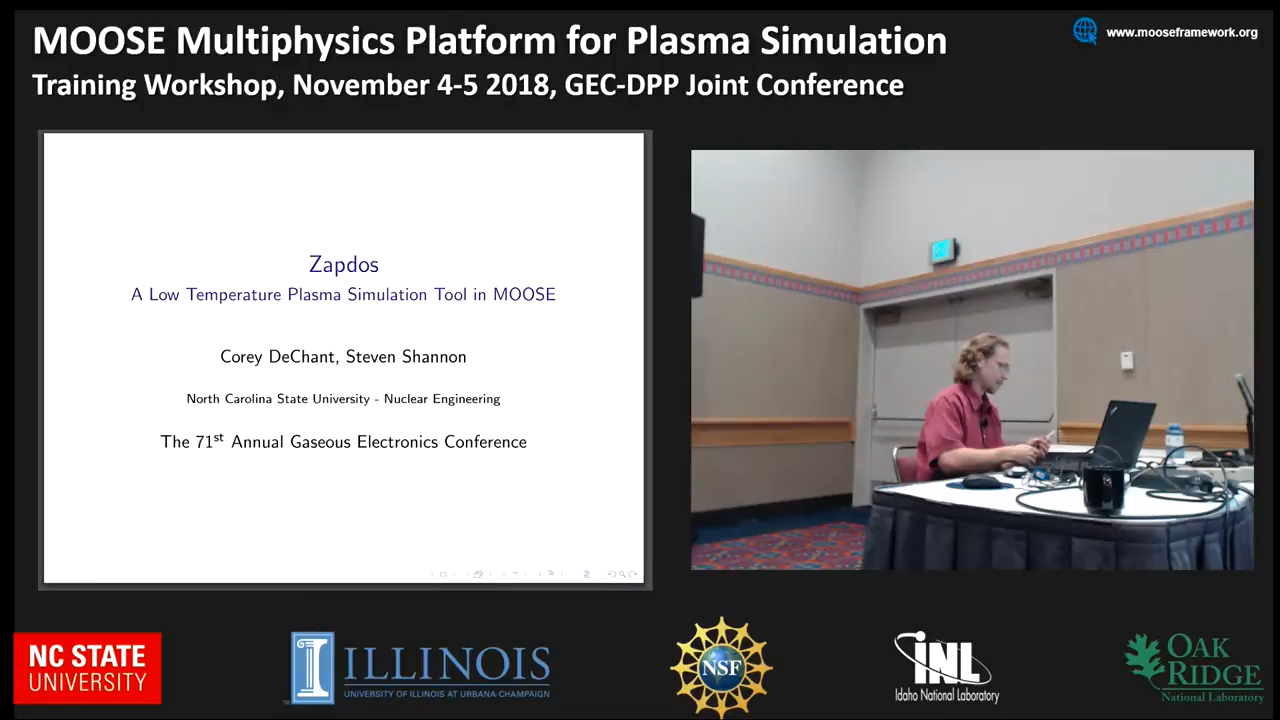 MOOSE Multiphysics Platform for Plasma Simulation
www.mooseframework.org
Training Workshop, November 4-5 2018, GEC-DPP Joint Conference
Zapdos
A Low Temperature Plasma Simulation Tool in MOOSE
Corey DeChant, Steven Shannon
North Carolina State University - Nuclear Engineering
The 71st Annual Gaseous Electronics Conference
NC STATE
UNIVERSITY
ILLINOIS
UNIVERSITY OF ILLINOIS AT URBANA-CHAMPAIGN
NSF
INL
Idaho National Laboratory
OAK
RIDGE
National Laboratory